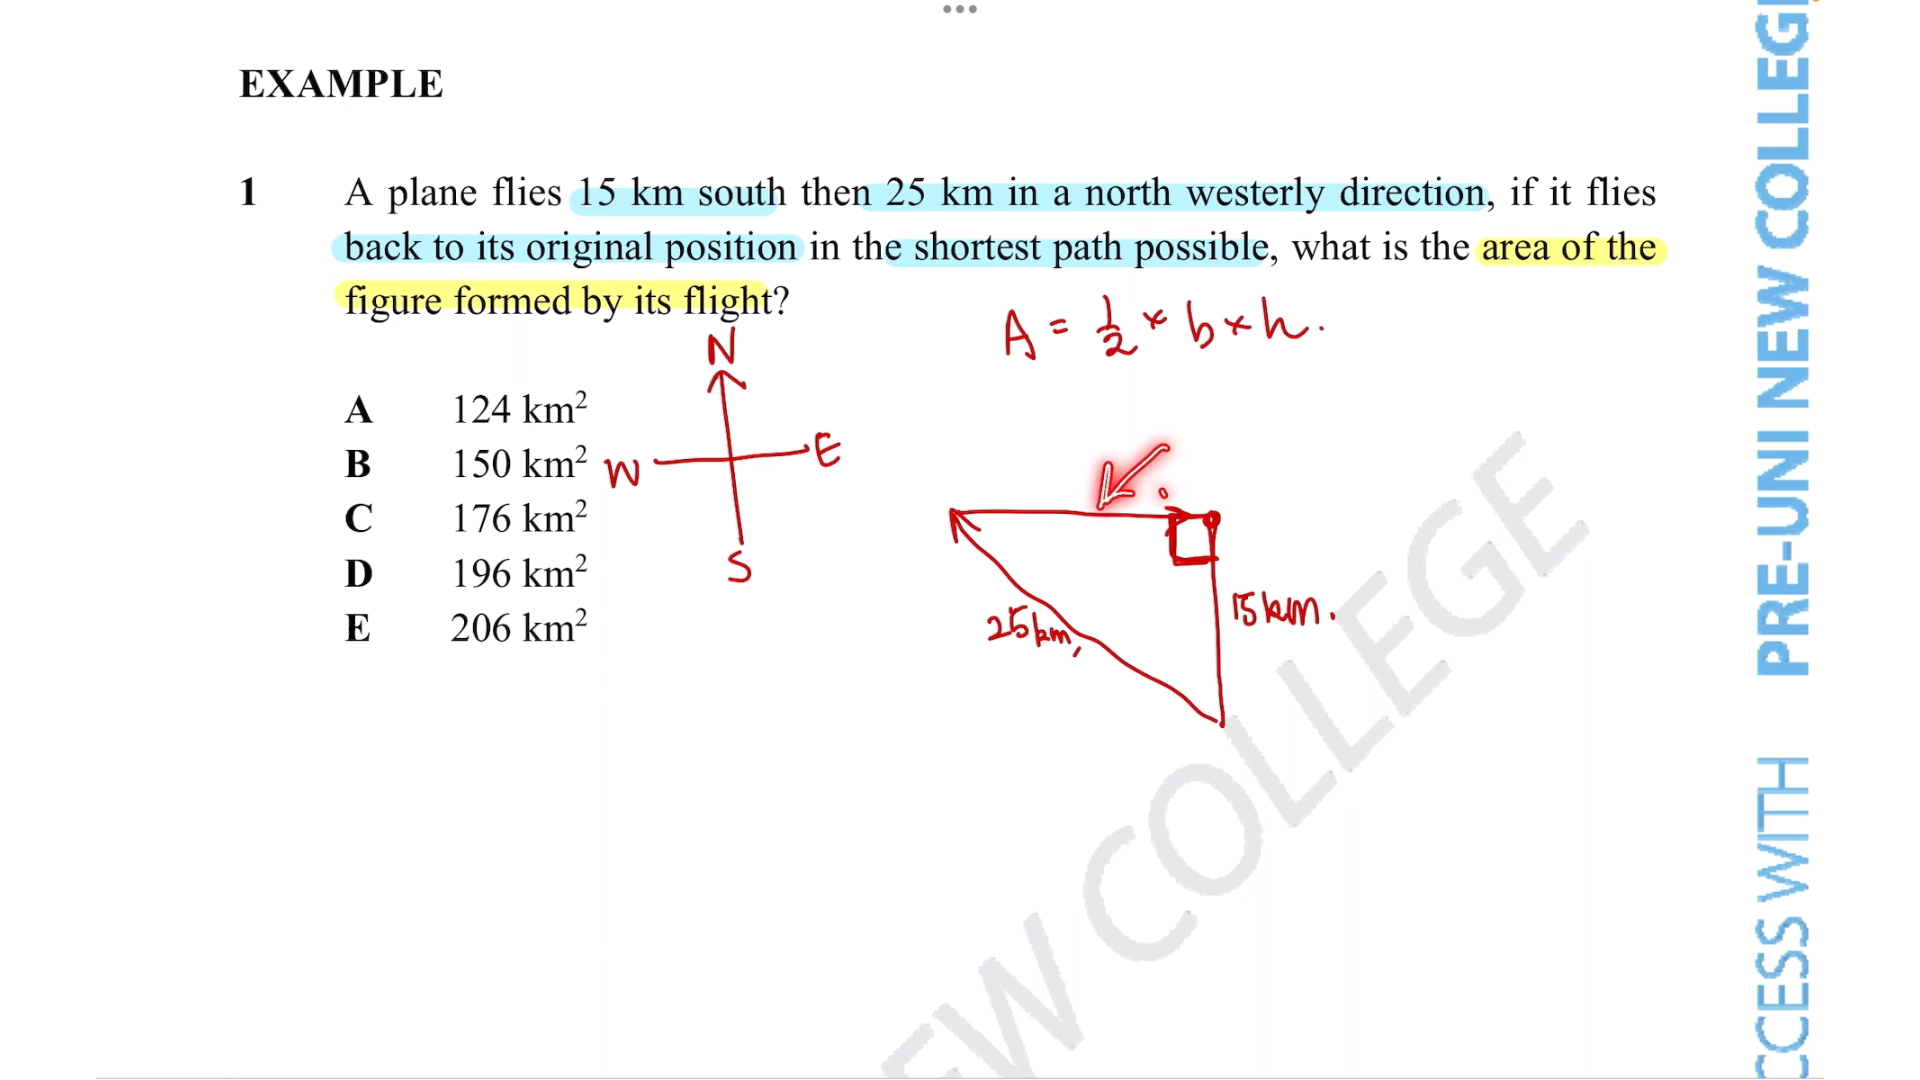 EXAMPLE
1 A plane flies 15 km south then 25 km in a north westerly direction, if it flies
back to its original position in the shortest path possible, what is the area of the
figure formed by its flight?
A = 1/2 × b × h.
N
A 124 km²
B 150 km²
W E
C 176 km²
S
D 196 km²
E 206 km²
25km,
15km.
EW COLLEGE
CCESS WITH PRE-UNI NEW COLLEG